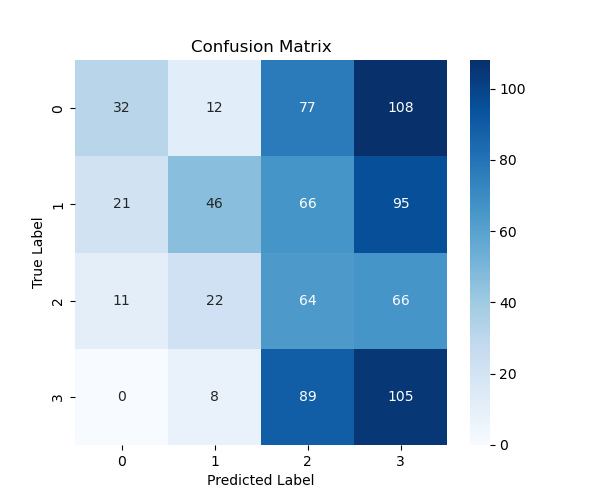 Confusion Matrix
True Label
0 32 12 77 108
1 21 46 66 95
2 11 22 64 66
3 0 8 89 105
0 1 2 3
Predicted Label
100
80
60
40
20
0